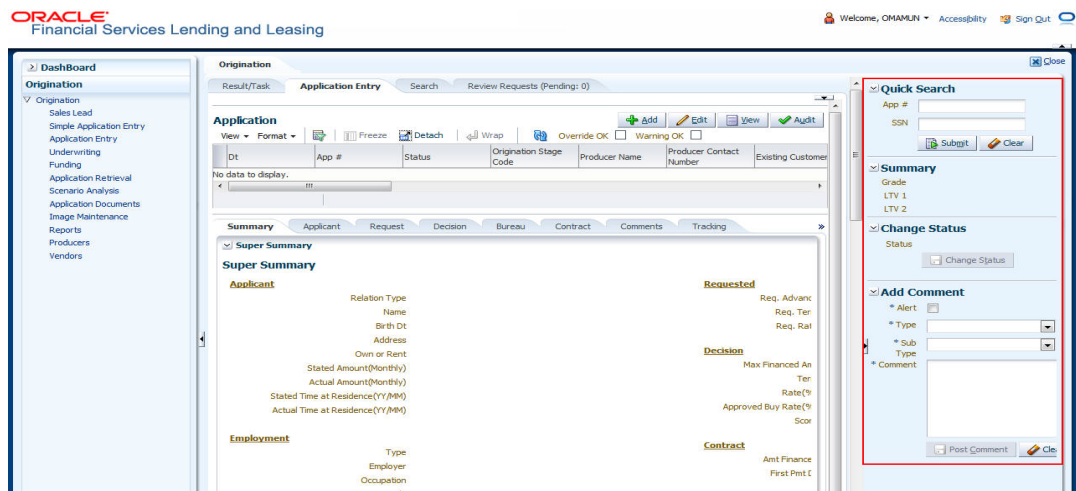 ORACLE
Financial Services Lending and Leasing
Welcome, OMAMUN
Accessibility
Sign Out
DashBoard
Origination
Origination
Sales Lead
Simple Application Entry
Application Entry
Underwriting
Funding
Application Retrieval
Scenario Analysis
Application Documents
Image Maintenance
Reports
Producers
Vendors
Origination
Close
Result/Task
Application Entry
Search
Review Requests (Pending: 0)
Application
Add
Edit
View
Audit
View
Format
Freeze
Detach
Wrap
Override OK
Warning OK
Dt
App #
Status
Origination Stage
Code
Producer Name
Producer Contact
Number
Existing Customer
No data to display.
Summary
Applicant
Request
Decision
Bureau
Contract
Comments
Tracking
»
Super Summary
Super Summary
Applicant
Relation Type
Name
Birth Dt
Address
Own or Rent
Stated Amount(Monthly)
Actual Amount(Monthly)
Stated Time at Residence(YY/MM)
Actual Time at Residence(YY/MM)
Employment
Type
Employer
Occupation
Requested
Req. Advanc
Req. Ter
Req. Rat
Decision
Max Financed An
Ter
Rate(%
Approved Buy Rate(%
Scor
Contract
Amt Finance
First Pmt D
Quick Search
App #
SSN
Submit
Clear
Summary
Grade
LTV 1
LTV 2
Change Status
Status
Change Status
Add Comment
* Alert
* Type
* Sub
Type
* Comment
Post Comment
Cle